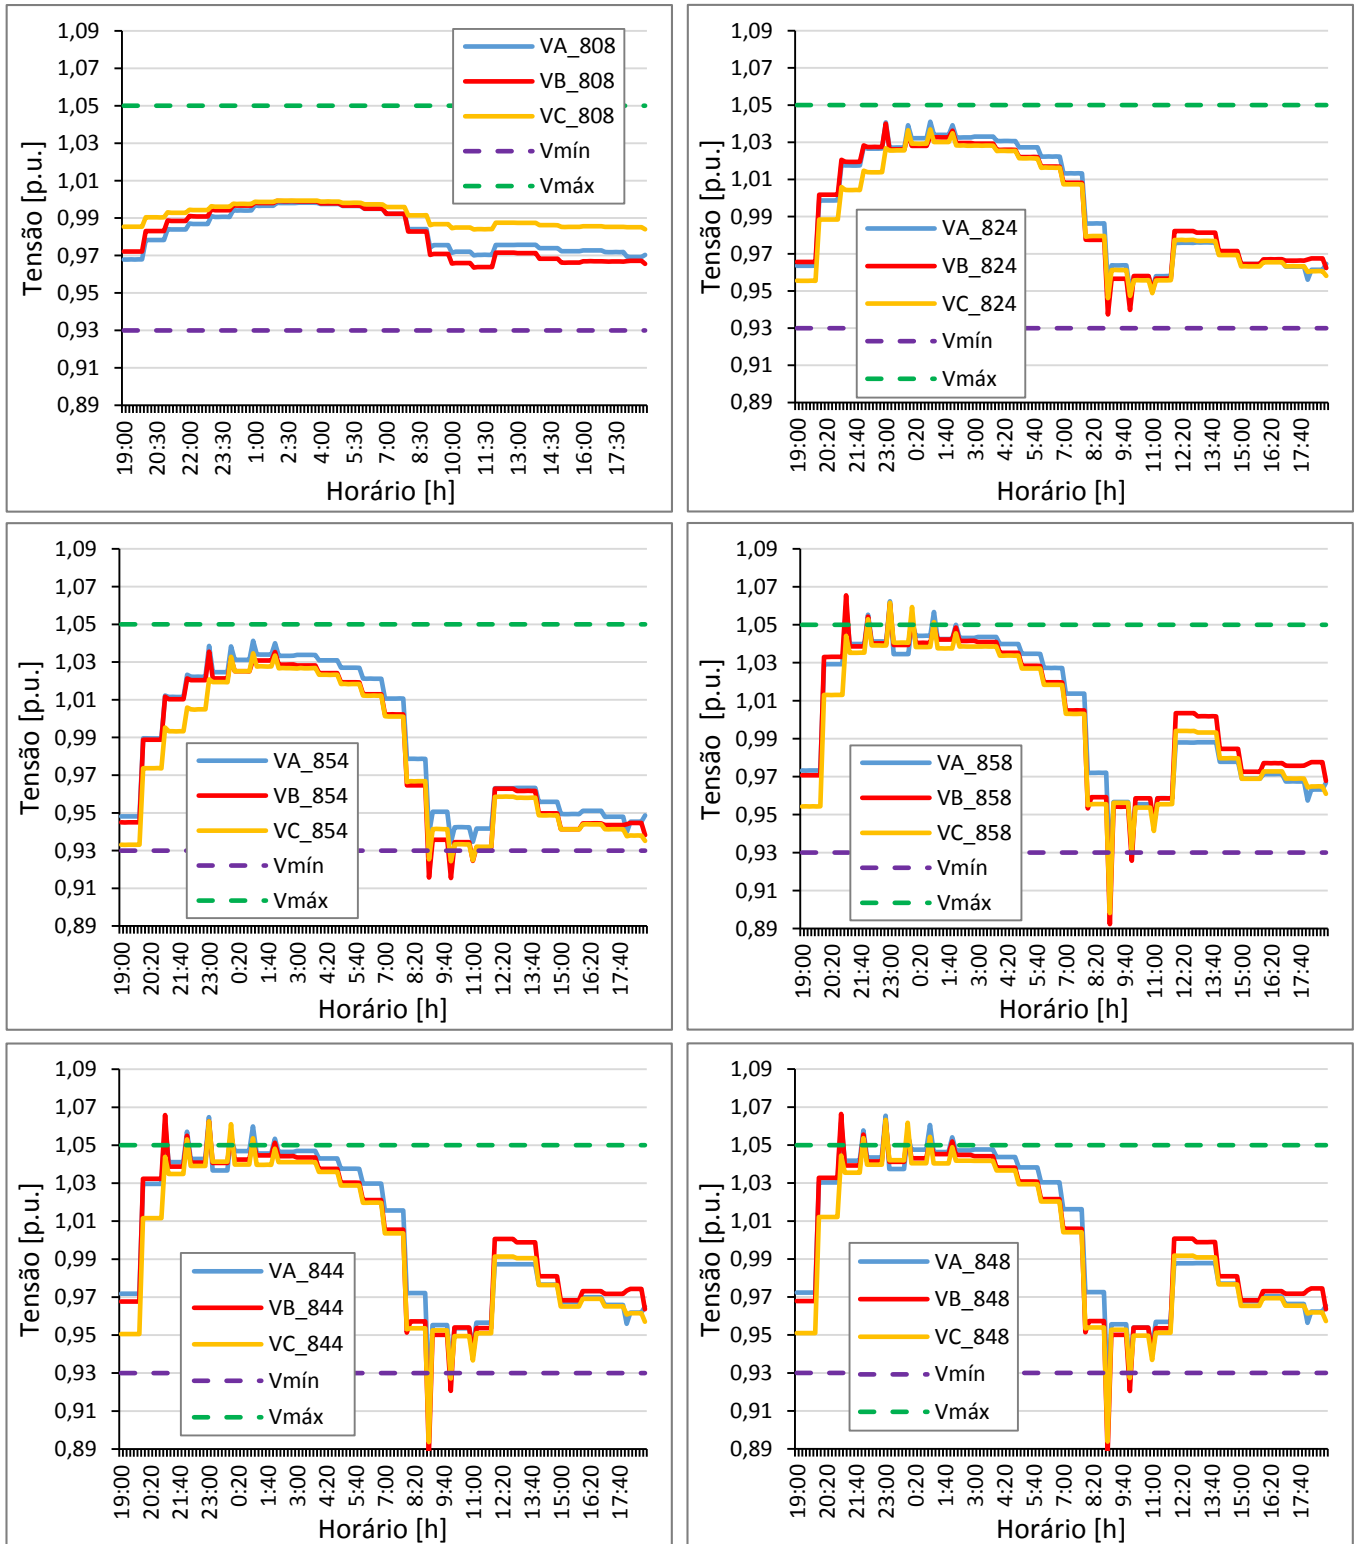 1,09
1,07
1,05
1,03
1,01
0,99
0,97
0,95
0,93
0,91
0,89
Tensão [p.u.]
VA_808
VB_808
VC_808
Vmín
Vmáx
19:00 20:30 22:00 23:30 1:00 2:30 4:00 5:30 7:00 8:30 10:00 11:30 13:00 14:30 16:00 17:30
Horário [h]
1,09
1,07
1,05
1,03
1,01
0,99
0,97
0,95
0,93
0,91
0,89
Tensão [p.u.]
VA_824
VB_824
VC_824
Vmín
Vmáx
19:00 20:20 21:40 23:00 0:20 1:40 3:00 4:20 5:40 7:00 8:20 9:40 11:00 12:20 13:40 15:00 16:20 17:40
Horário [h]
1,09
1,07
1,05
1,03
1,01
0,99
0,97
0,95
0,93
0,91
0,89
Tensão [p.u.]
VA_854
VB_854
VC_854
Vmín
Vmáx
19:00 20:20 21:40 23:00 0:20 1:40 3:00 4:20 5:40 7:00 8:20 9:40 11:00 12:20 13:40 15:00 16:20 17:40
Horário [h]
1,09
1,07
1,05
1,03
1,01
0,99
0,97
0,95
0,93
0,91
0,89
Tensão [p.u.]
VA_858
VB_858
VC_858
Vmín
Vmáx
19:00 20:20 21:40 23:00 0:20 1:40 3:00 4:20 5:40 7:00 8:20 9:40 11:00 12:20 13:40 15:00 16:20 17:40
Horário [h]
1,09
1,07
1,05
1,03
1,01
0,99
0,97
0,95
0,93
0,91
0,89
Tensão [p.u.]
VA_844
VB_844
VC_844
Vmín
Vmáx
19:00 20:20 21:40 23:00 0:20 1:40 3:00 4:20 5:40 7:00 8:20 9:40 11:00 12:20 13:40 15:00 16:20 17:40
Horário [h]
1,09
1,07
1,05
1,03
1,01
0,99
0,97
0,95
0,93
0,91
0,89
Tensão [p.u.]
VA_848
VB_848
VC_848
Vmín
Vmáx
19:00 20:20 21:40 23:00 0:20 1:40 3:00 4:20 5:40 7:00 8:20 9:40 11:00 12:20 13:40 15:00 16:20 17:40
Horário [h]